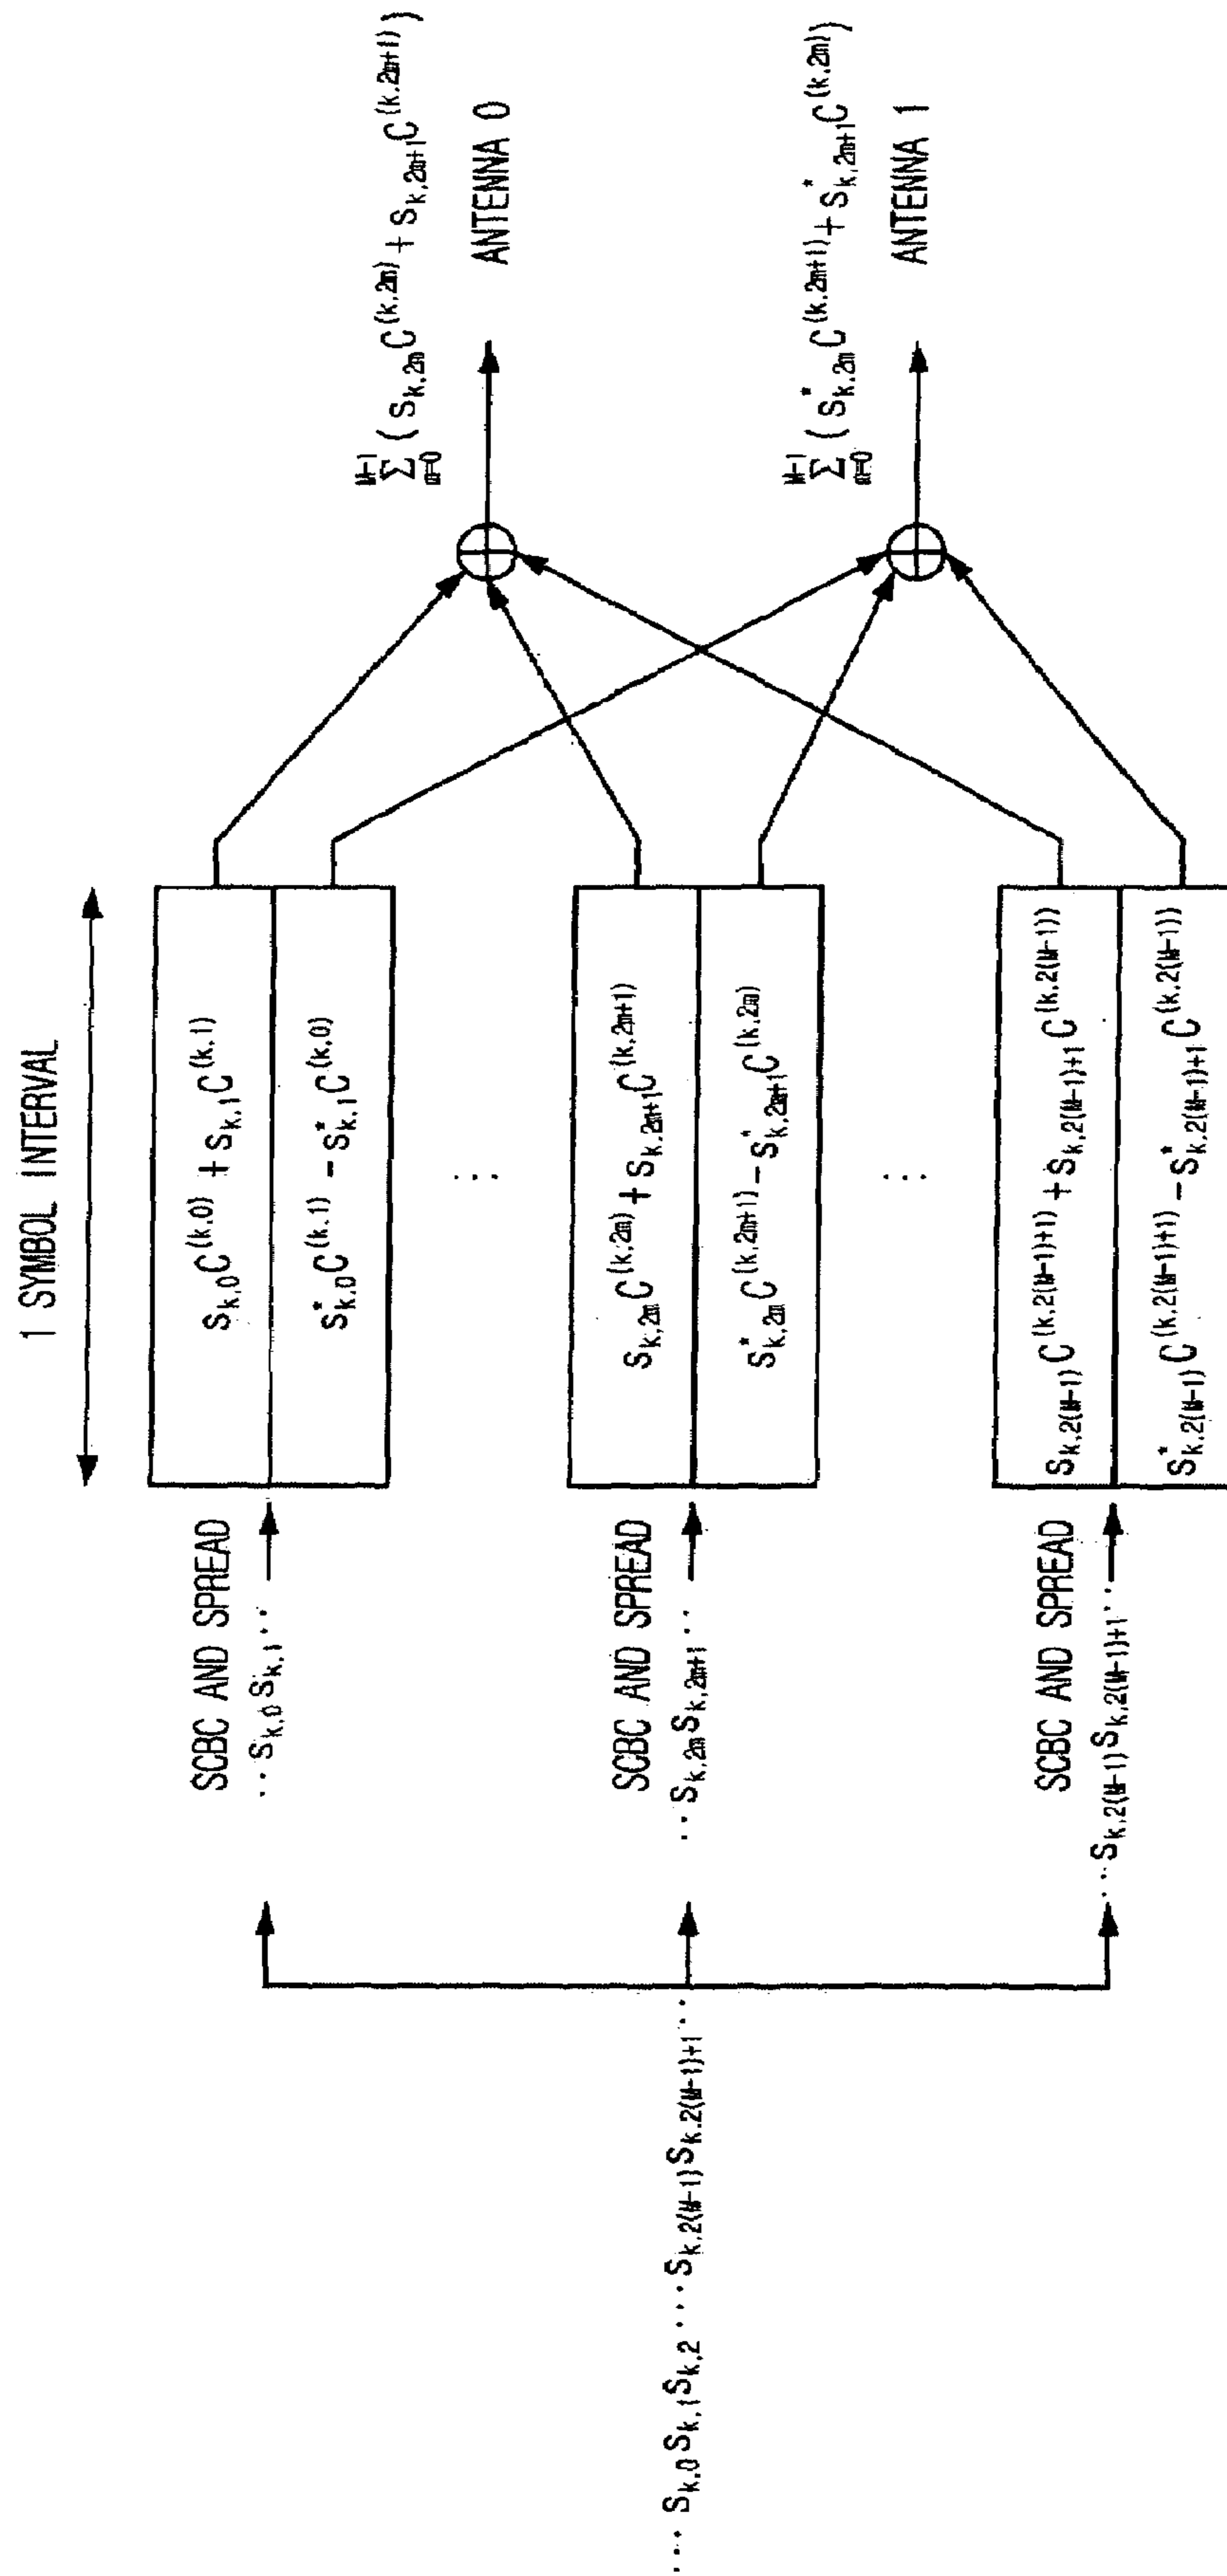 1 SYMBOL INTERVAL
··· S_{k,0} S_{k,1} S_{k,2} ··· S_{k,2(M-1)} S_{k,2(M-1)+1} ···
SCBC AND SPREAD
··· S_{k,0} S_{k,1} ···
S_{k,0} C^{(k,0)} + S_{k,1} C^{(k,1)}
S^*_{k,0} C^{(k,1)} - S^*_{k,1} C^{(k,0)}
···
SCBC AND SPREAD
··· S_{k,2m} S_{k,2m+1} ···
S_{k,2m} C^{(k,2m)} + S_{k,2m+1} C^{(k,2m+1)}
S^*_{k,2m} C^{(k,2m+1)} - S^*_{k,2m+1} C^{(k,2m)}
···
SCBC AND SPREAD
··· S_{k,2(M-1)} S_{k,2(M-1)+1} ···
S_{k,2(M-1)} C^{(k,2(M-1)+1)} + S_{k,2(M-1)+1} C^{(k,2(M-1))}
S^*_{k,2(M-1)} C^{(k,2(M-1)+1)} - S^*_{k,2(M-1)+1} C^{(k,2(M-1))}
\sum_{m=0}^{M-1} ( S_{k,2m} C^{(k,2m)} + S_{k,2m+1} C^{(k,2m+1)} )
ANTENNA 0
\sum_{m=0}^{M-1} ( S^*_{k,2m} C^{(k,2m+1)} + S^*_{k,2m+1} C^{(k,2m)} )
ANTENNA 1